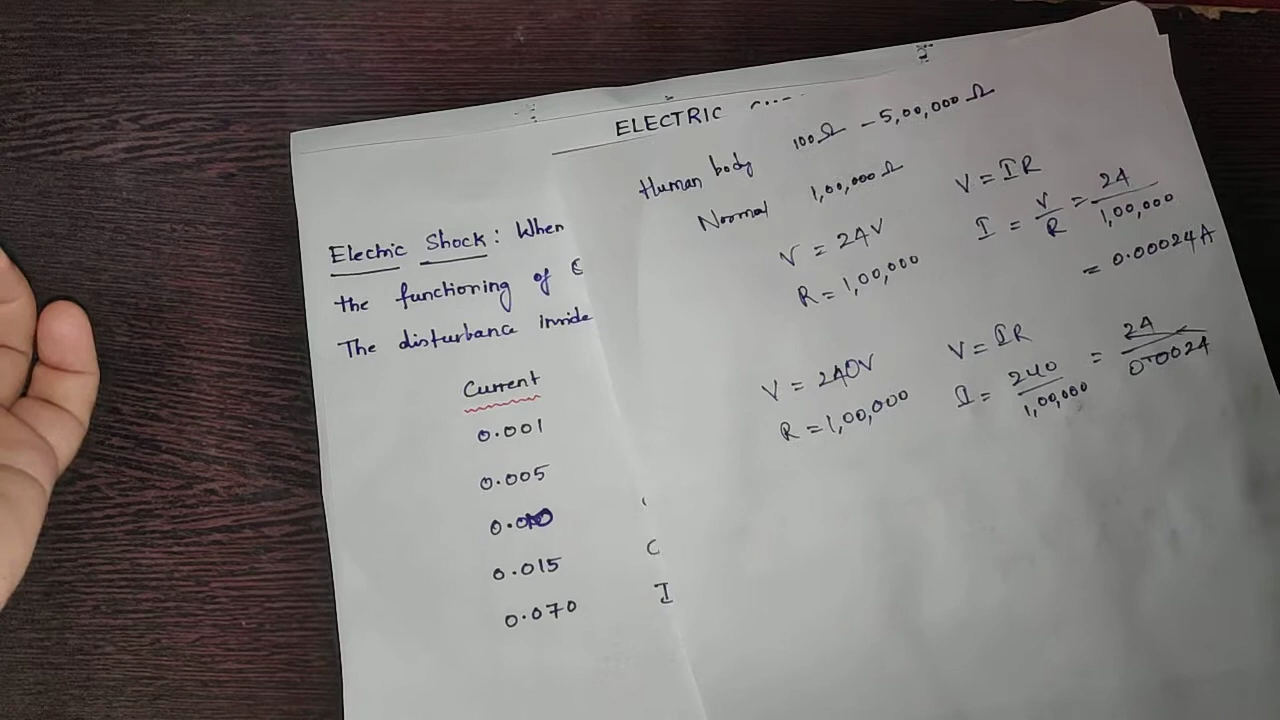 ELECTRIC
Human body 100Ω - 5,00,000 Ω
Normal 1,00,000 Ω
V = 24V
R = 1,00,000
V = IR
I = V/R = 24/1,00,000
= 0.00024A
V = 240V
R = 1,00,000
V = IR
I = 240/1,00,000 = 24/
Electric Shock: When
the functioning of
The disturbance inside
Current
0.001
0.005
0.015
0.070